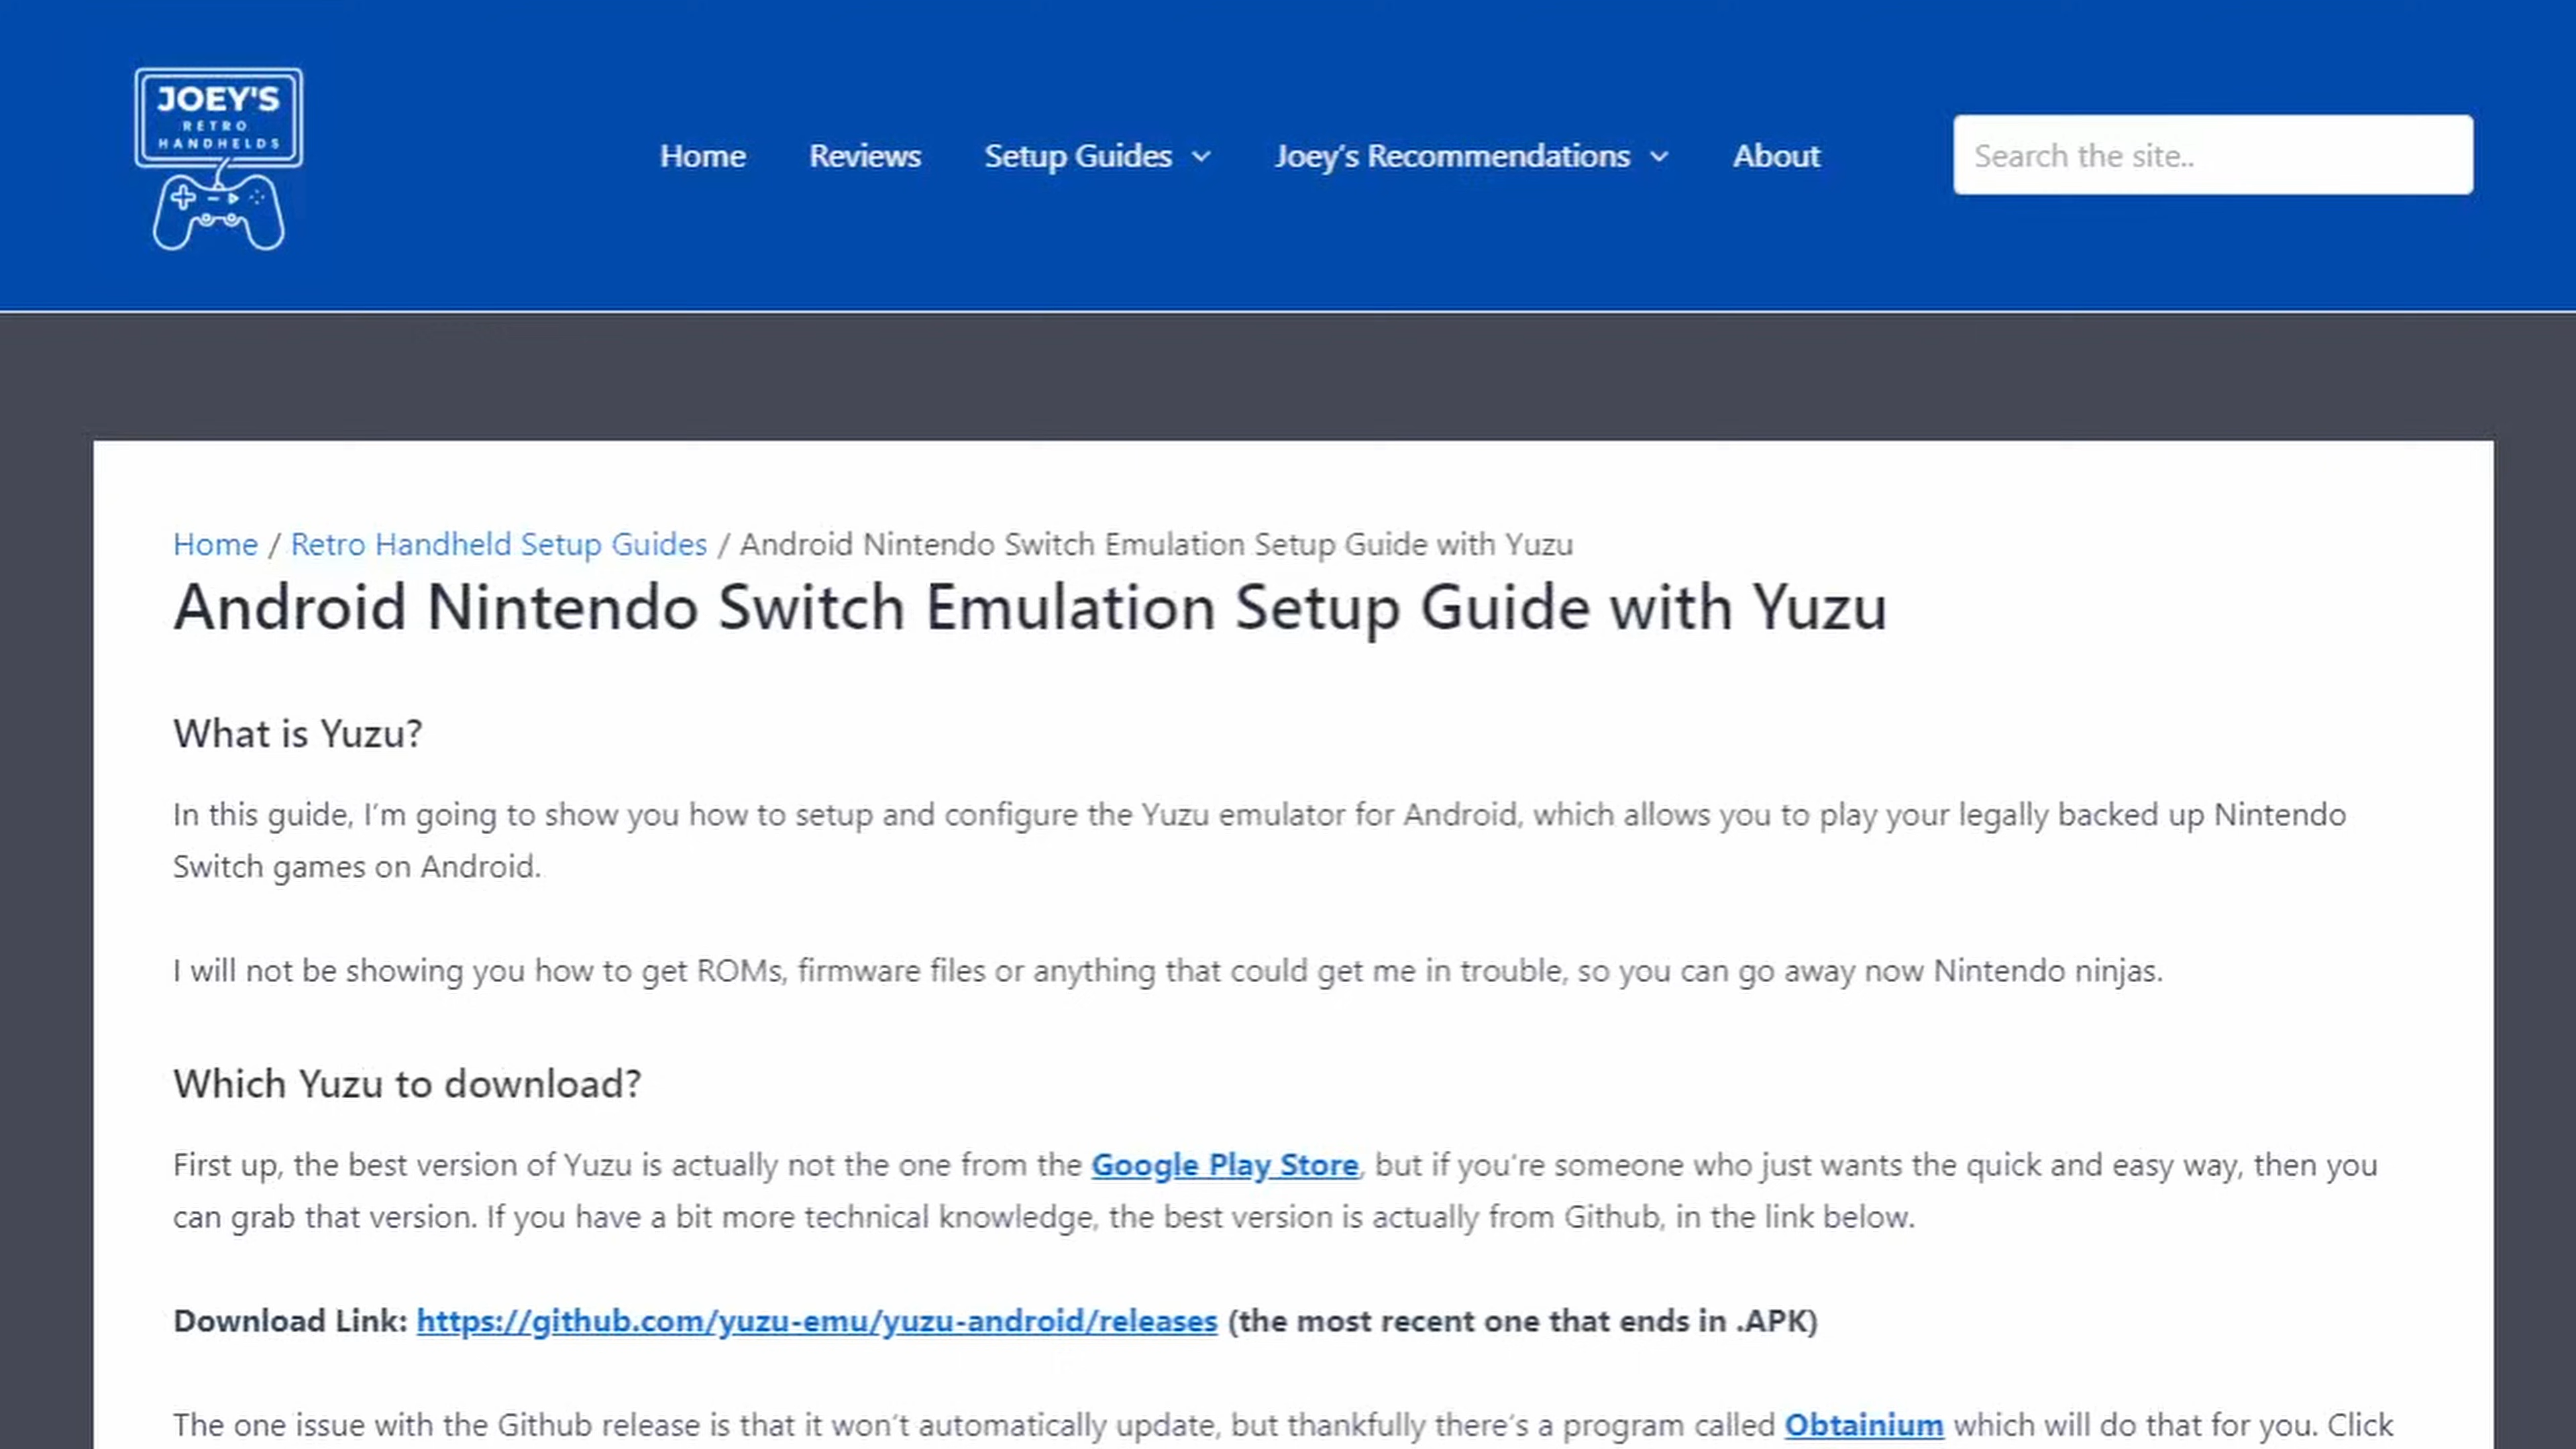 JOEY'S
RETRO
HANDHELDS
Home
Reviews
Setup Guides
Joey's Recommendations
About
Search the site..
Home / Retro Handheld Setup Guides / Android Nintendo Switch Emulation Setup Guide with Yuzu
Android Nintendo Switch Emulation Setup Guide with Yuzu
What is Yuzu?
In this guide, I'm going to show you how to setup and configure the Yuzu emulator for Android, which allows you to play your legally backed up Nintendo
Switch games on Android.
I will not be showing you how to get ROMs, firmware files or anything that could get me in trouble, so you can go away now Nintendo ninjas.
Which Yuzu to download?
First up, the best version of Yuzu is actually not the one from the Google Play Store, but if you're someone who just wants the quick and easy way, then you
can grab that version. If you have a bit more technical knowledge, the best version is actually from Github, in the link below.
Download Link: https://github.com/yuzu-emu/yuzu-android/releases (the most recent one that ends in .APK)
The one issue with the Github release is that it won't automatically update, but thankfully there's a program called Obtainium which will do that for you. Click